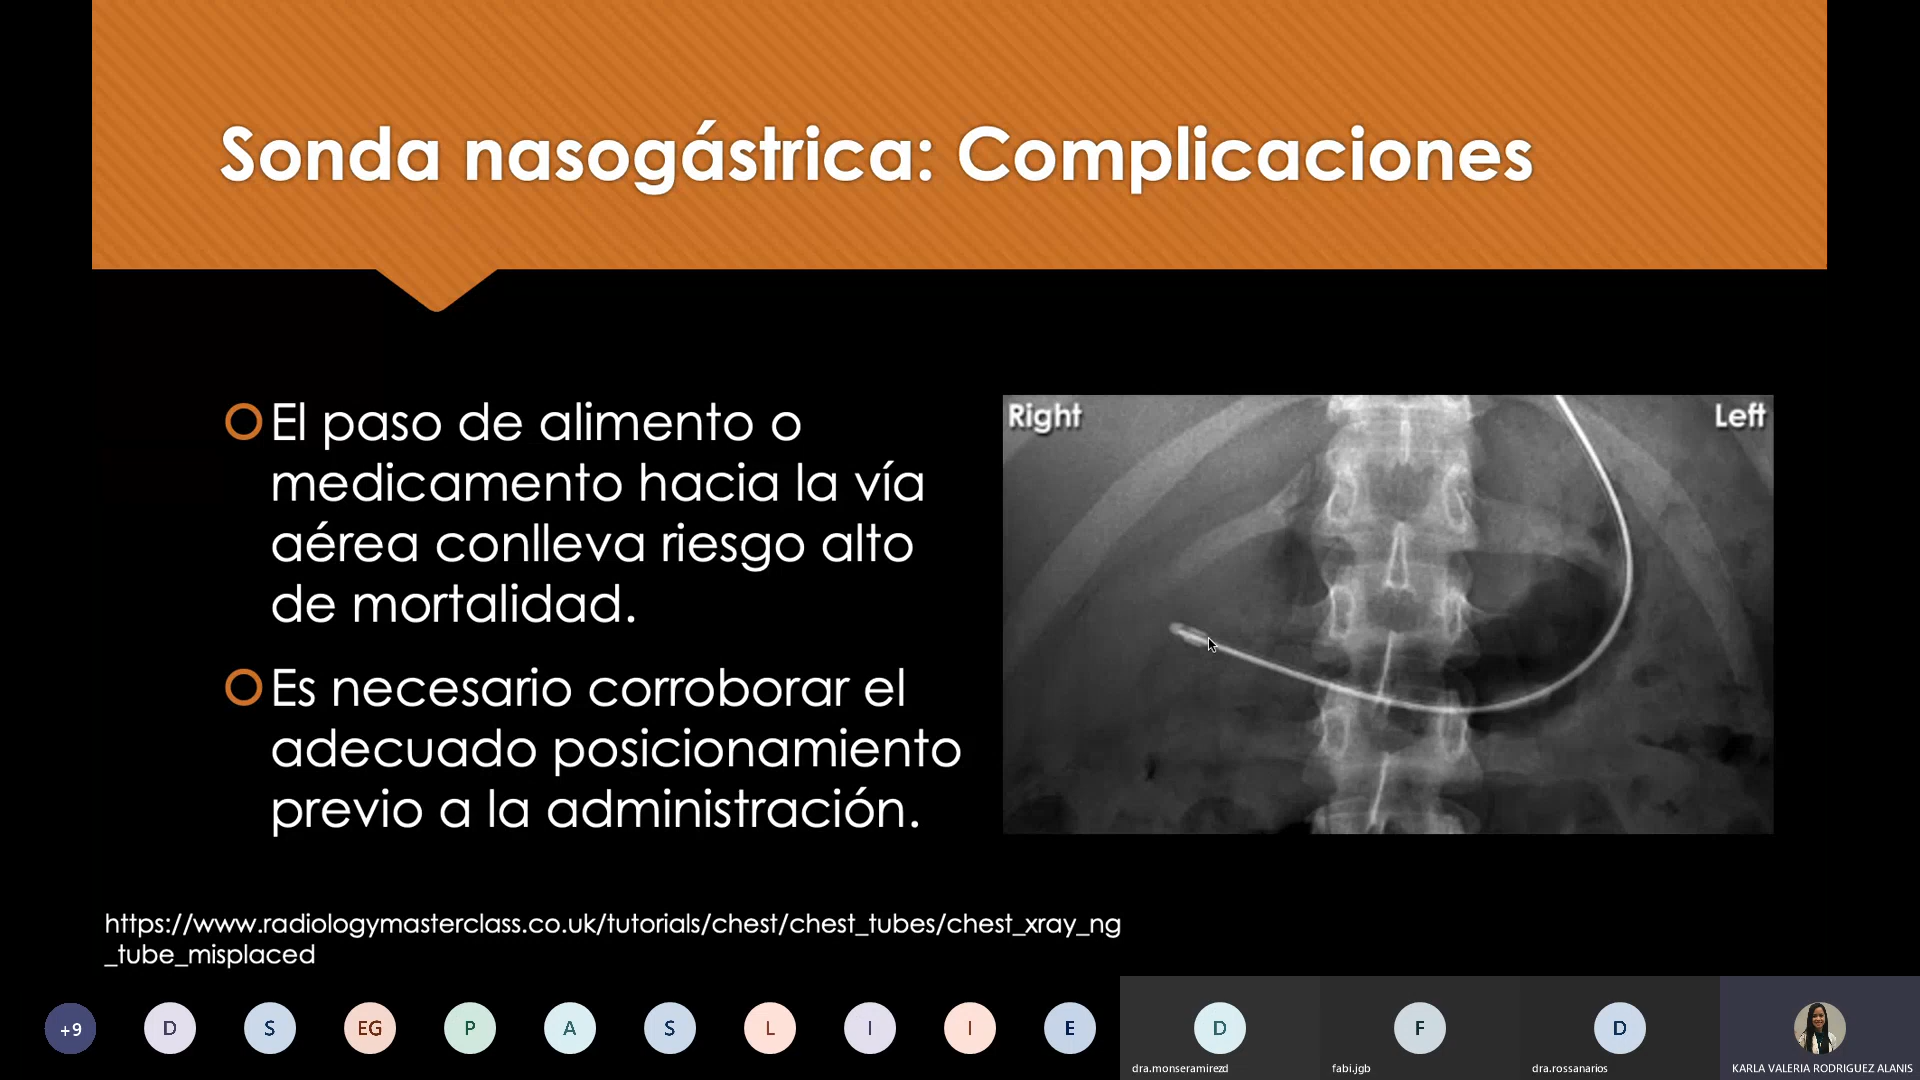 Sonda nasogástrica: Complicaciones
El paso de alimento o
medicamento hacia la vía
aérea conlleva riesgo alto
de mortalidad.
Es necesario corroborar el
adecuado posicionamiento
previo a la administración.
Right
Left
https://www.radiologymasterclass.co.uk/tutorials/chest/chest_tubes/chest_xray_ng
_tube_misplaced
+9
D
S
EG
P
A
S
L
I
I
E
D
F
D
dra.monseramirezd
fabi.jgb
dra.rossanarios
KARLA VALERIA RODRIGUEZ ALANIS